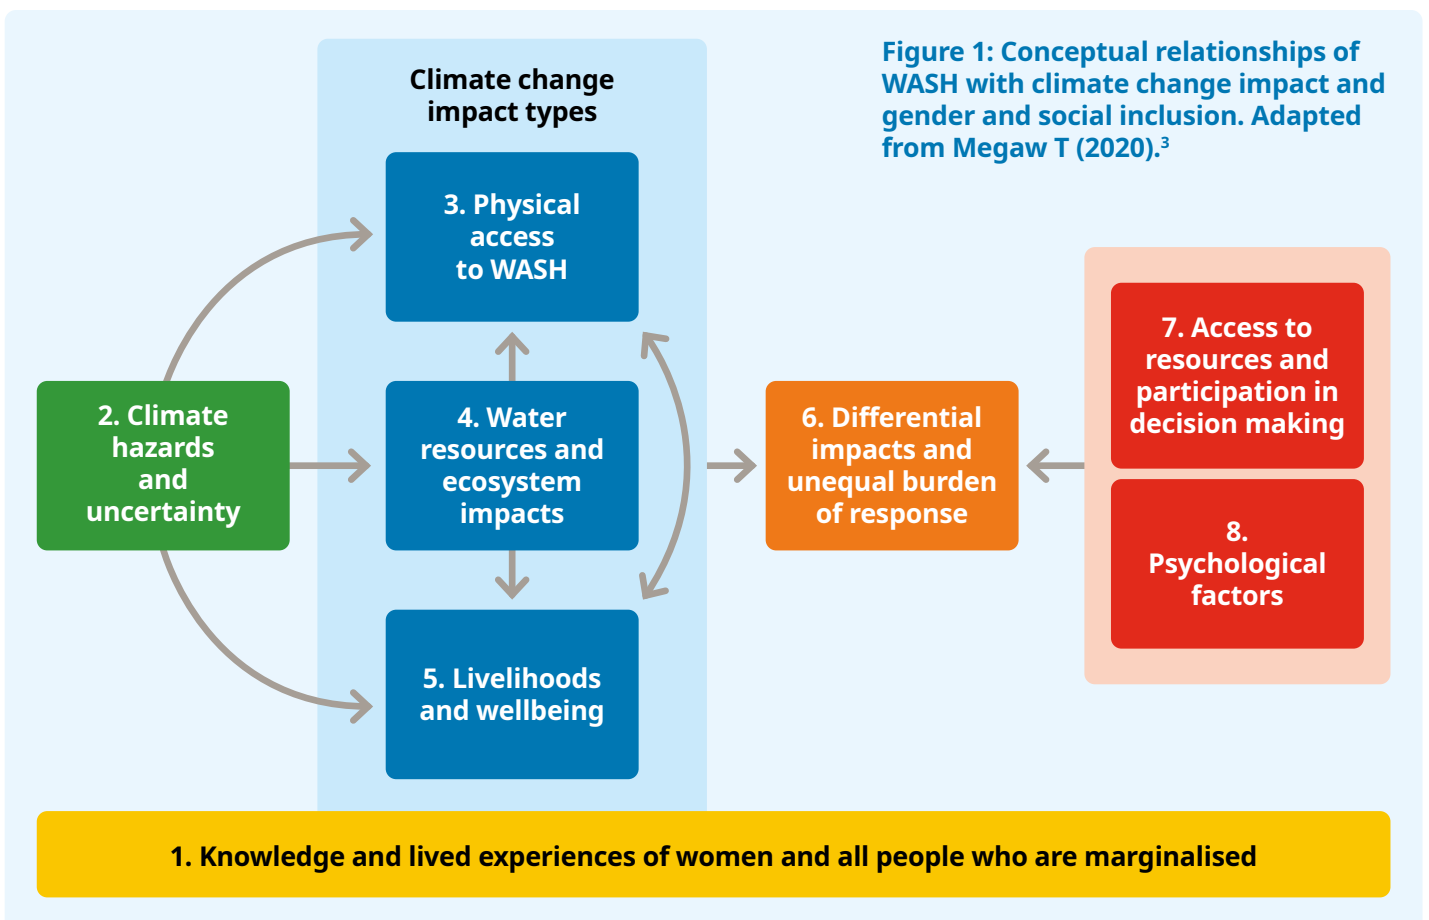 Climate change
impact types
Figure 1: Conceptual relationships of
WASH with climate change impact and
gender and social inclusion. Adapted
from Megaw T (2020).³
3. Physical
access
to WASH
2. Climate
hazards
and
uncertainty
4. Water
resources and
ecosystem
impacts
5. Livelihoods
and wellbeing
6. Differential
impacts and
unequal burden
of response
7. Access to
resources and
participation in
decision making
8.
Psychological
factors
1. Knowledge and lived experiences of women and all people who are marginalised